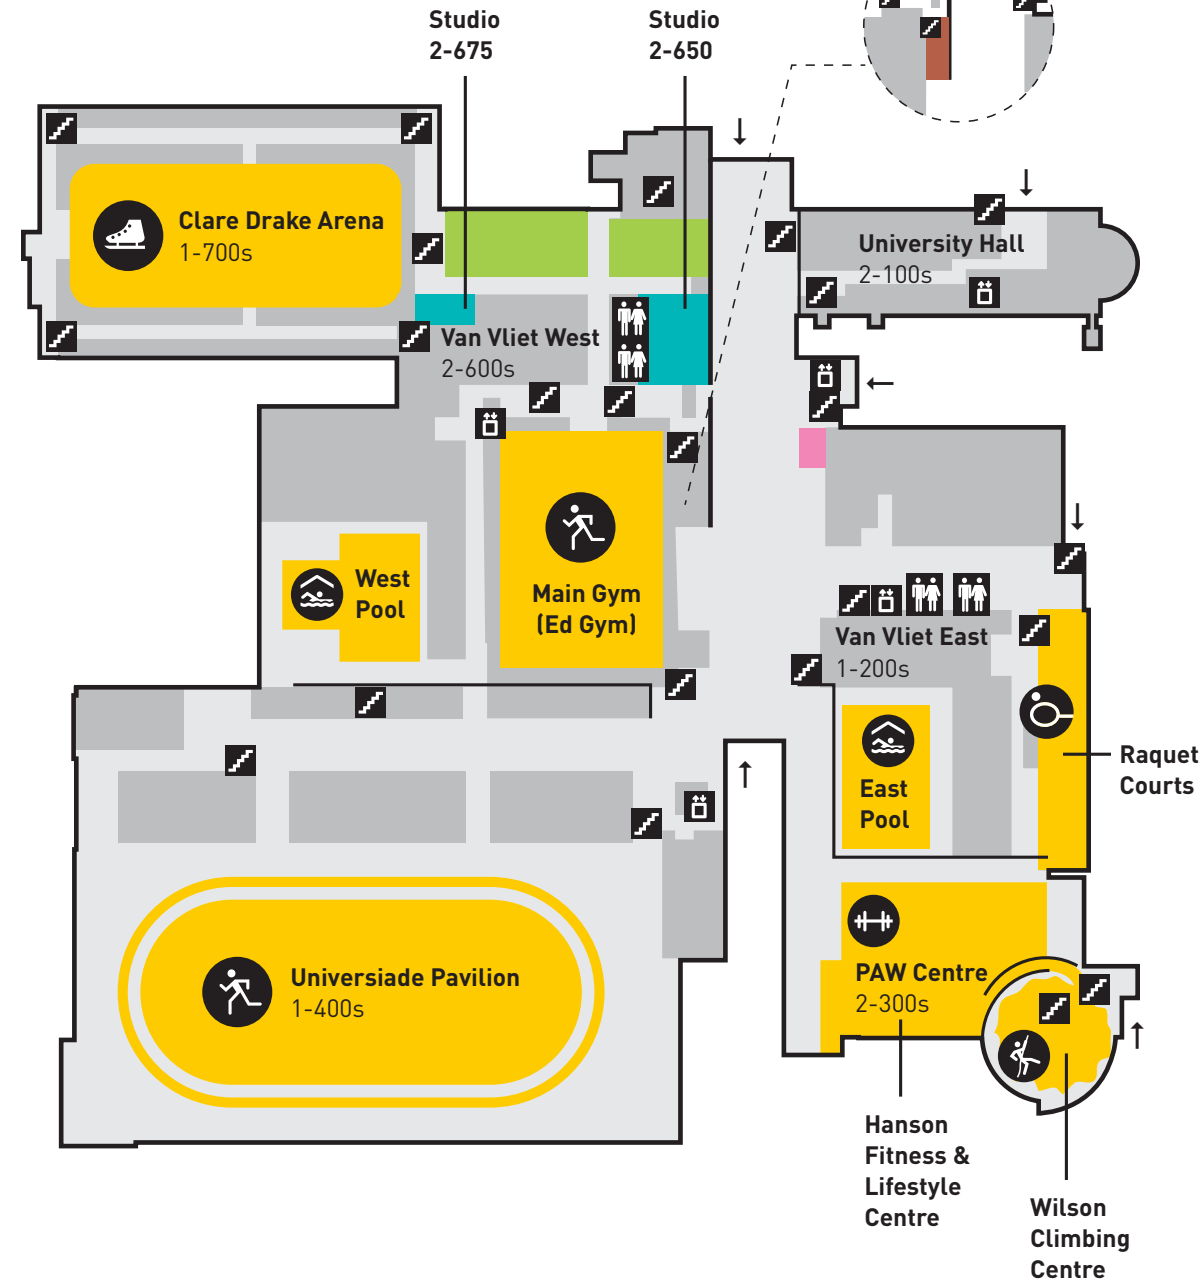 Studio
2-675
Studio
2-650
Clare Drake Arena
1-700s
University Hall
2-100s
Van Vliet West
2-600s
West
Pool
Main Gym
(Ed Gym)
Van Vliet East
1-200s
East
Pool
Raquet
Courts
Universiade Pavilion
1-400s
PAW Centre
2-300s
Hanson
Fitness &
Lifestyle
Centre
Wilson
Climbing
Centre